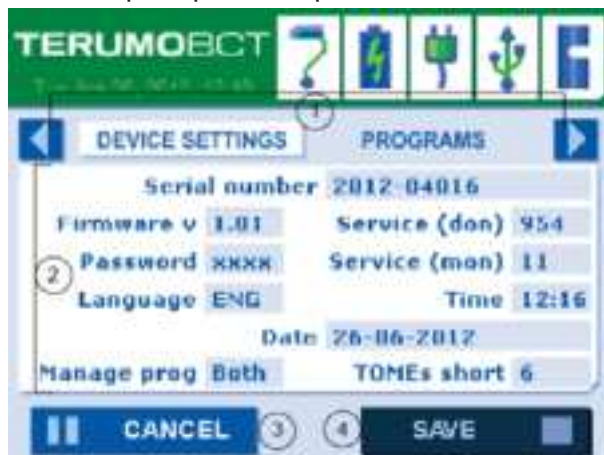 TERUMOBCT
1
DEVICE SETTINGS PROGRAMS
Serial number 2012-04016
Firmware v 1.01 Service (don) 954
2
Password xxxx Service (mon) 11
Language ENG Time 12:16
Date 26-06-2012
Manage prog Both TOMEs short 6
CANCEL 3 4 SAVE